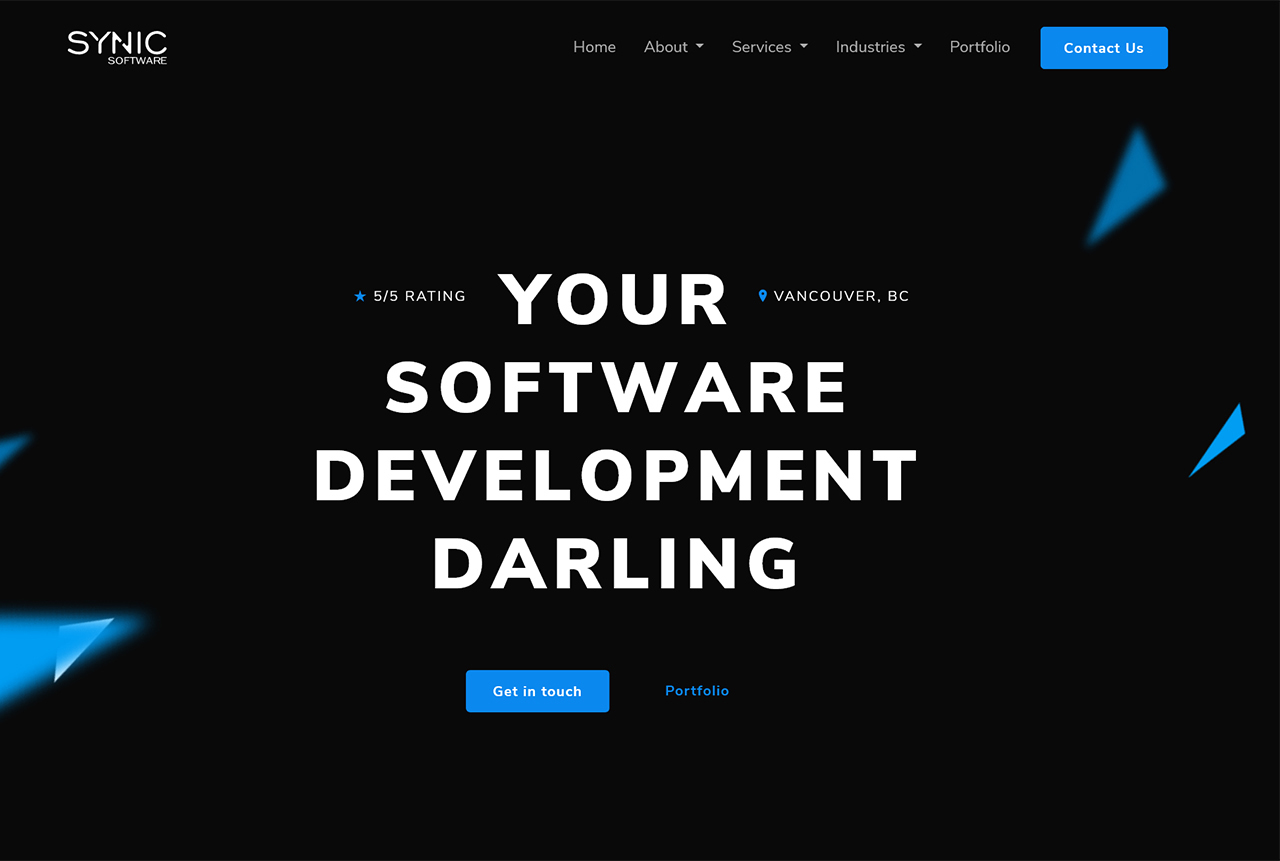 SYNIC
SOFTWARE
Home About Services Industries Portfolio Contact Us
5/5 RATING YOUR VANCOUVER, BC
SOFTWARE
DEVELOPMENT
DARLING
Get in touch Portfolio